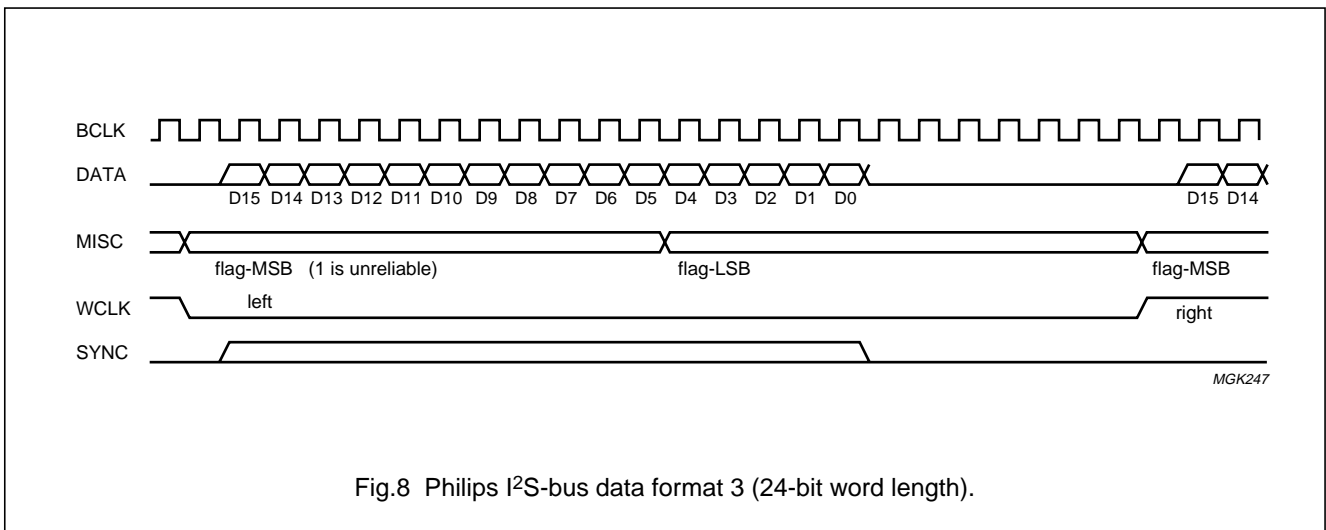 BCLK
DATA
D15 D14 D13 D12 D11 D10 D9 D8 D7 D6 D5 D4 D3 D2 D1 D0 D15 D14
MISC
flag-MSB (1 is unreliable) flag-LSB flag-MSB
WCLK left right
SYNC
MGK247
Fig.8 Philips I²S-bus data format 3 (24-bit word length).